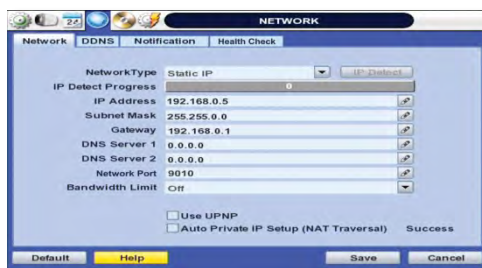 24
NETWORK
Network DDNS Notification Health Check
NetworkType Static IP IP Detect
IP Detect Progress 0
IP Address 192.168.0.5
Subnet Mask 255.255.0.0
Gateway 192.168.0.1
DNS Server 1 0.0.0.0
DNS Server 2 0.0.0.0
Network Port 9010
Bandwidth Limit Off
Use UPNP
Auto Private IP Setup (NAT Traversal) Success
Default Help Save Cancel